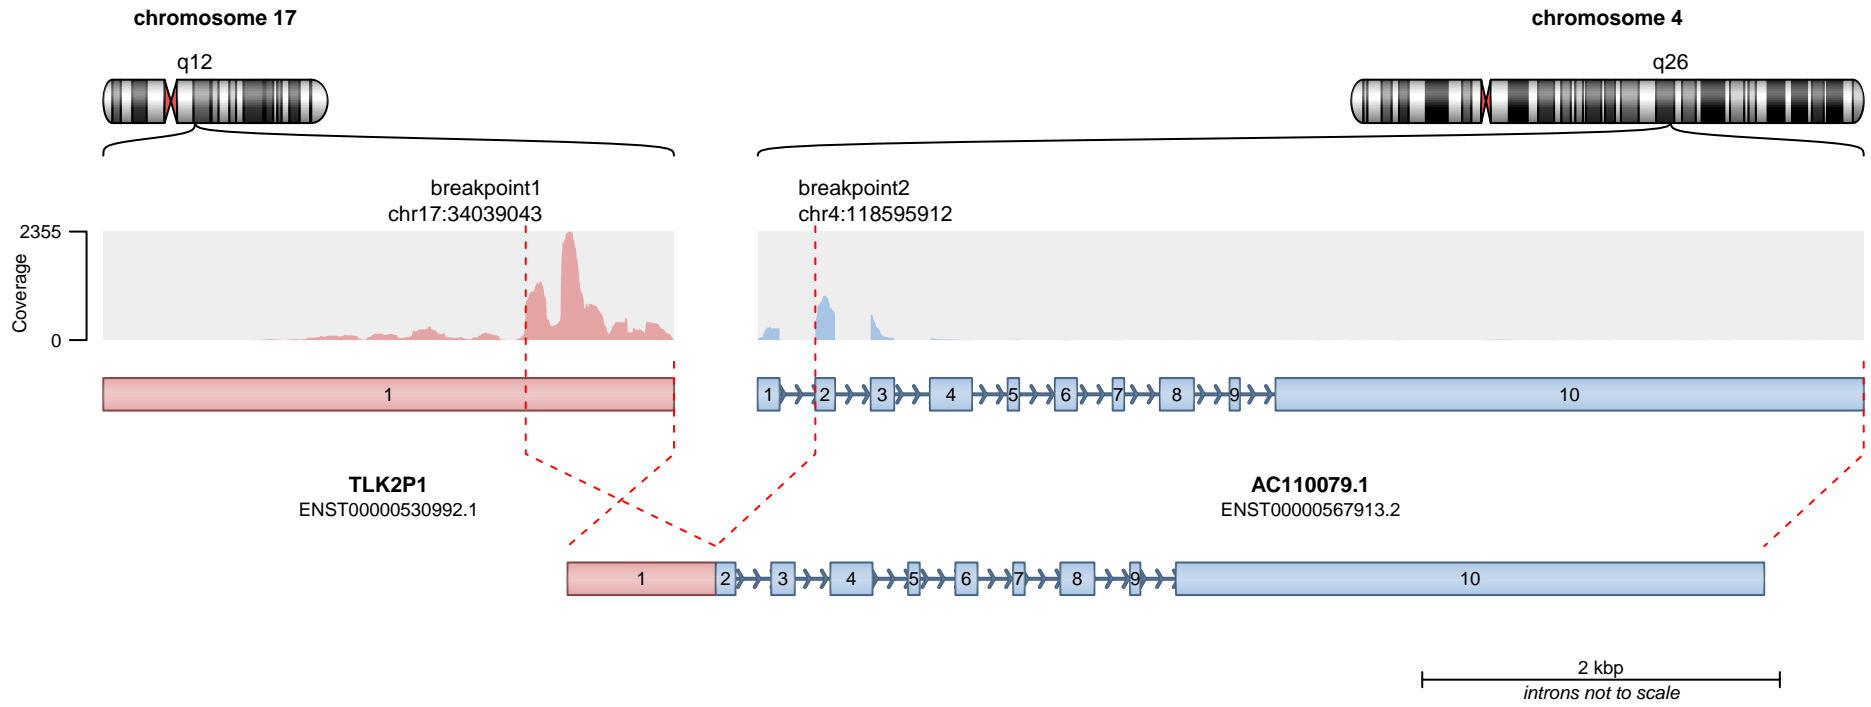 chromosome 17
chromosome 4
q12
q26
breakpoint1
chr17:34039043
breakpoint2
chr4:118595912
2355
0
Coverage
1
1 2 3 4 5 6 7 8 9 10
TLK2P1
ENST00000530992.1
AC110079.1
ENST00000567913.2
1 2 3 4 5 6 7 8 9 10
2 kbp
introns not to scale